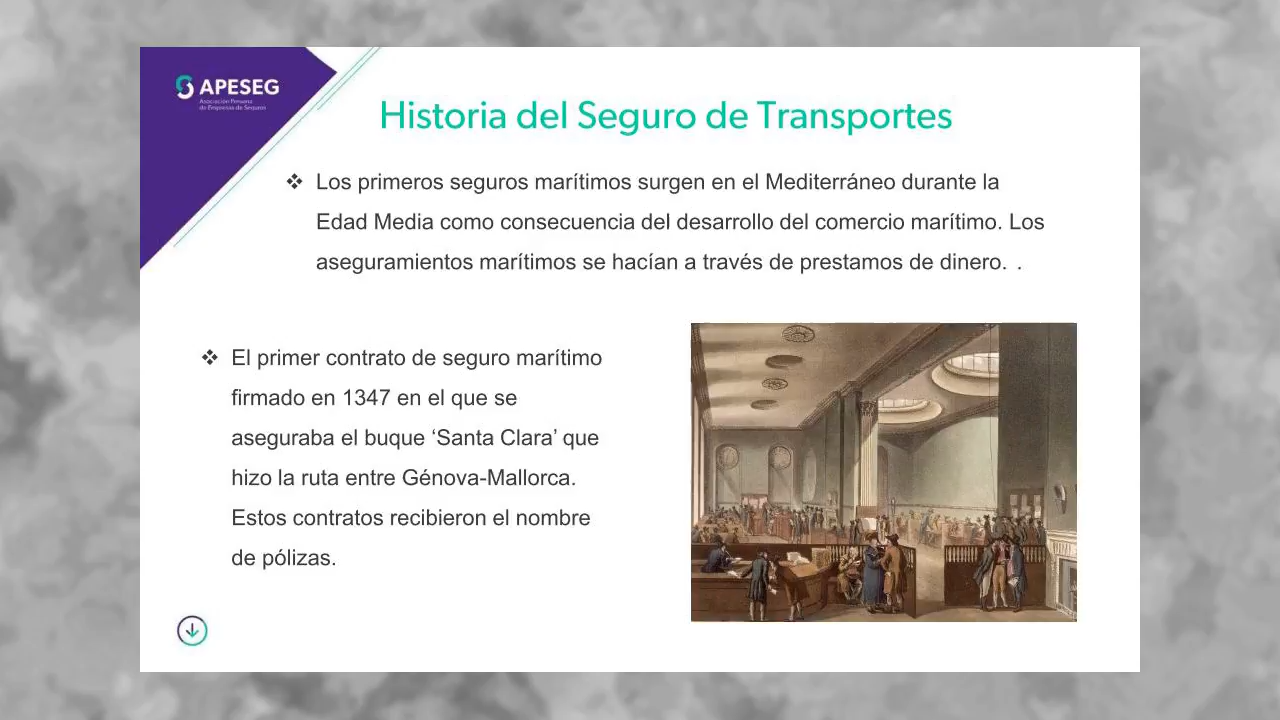 APESEG
Asociación Peruana
de Empresas de Seguros
Historia del Seguro de Transportes
❖ Los primeros seguros marítimos surgen en el Mediterráneo durante la
Edad Media como consecuencia del desarrollo del comercio marítimo. Los
aseguramientos marítimos se hacían a través de prestamos de dinero. .
❖ El primer contrato de seguro marítimo
firmado en 1347 en el que se
aseguraba el buque ‘Santa Clara’ que
hizo la ruta entre Génova-Mallorca.
Estos contratos recibieron el nombre
de pólizas.